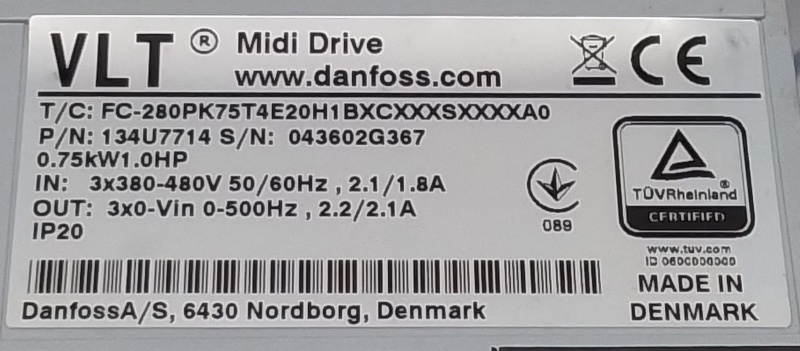 VLT® Midi Drive
www.danfoss.com
CE
T/C: FC-280PK75T4E20H1BXCXXXSXXXXA0
P/N: 134U7714 S/N: 043602G367
0.75kW1.0HP
IN: 3x380-480V 50/60Hz , 2.1/1.8A
OUT: 3x0-Vin 0-500Hz , 2.2/2.1A
IP20
089
TÜVRheinland®
CERTIFIED
www.tuv.com
ID
DanfossA/S, 6430 Nordborg, Denmark
MADE IN
DENMARK